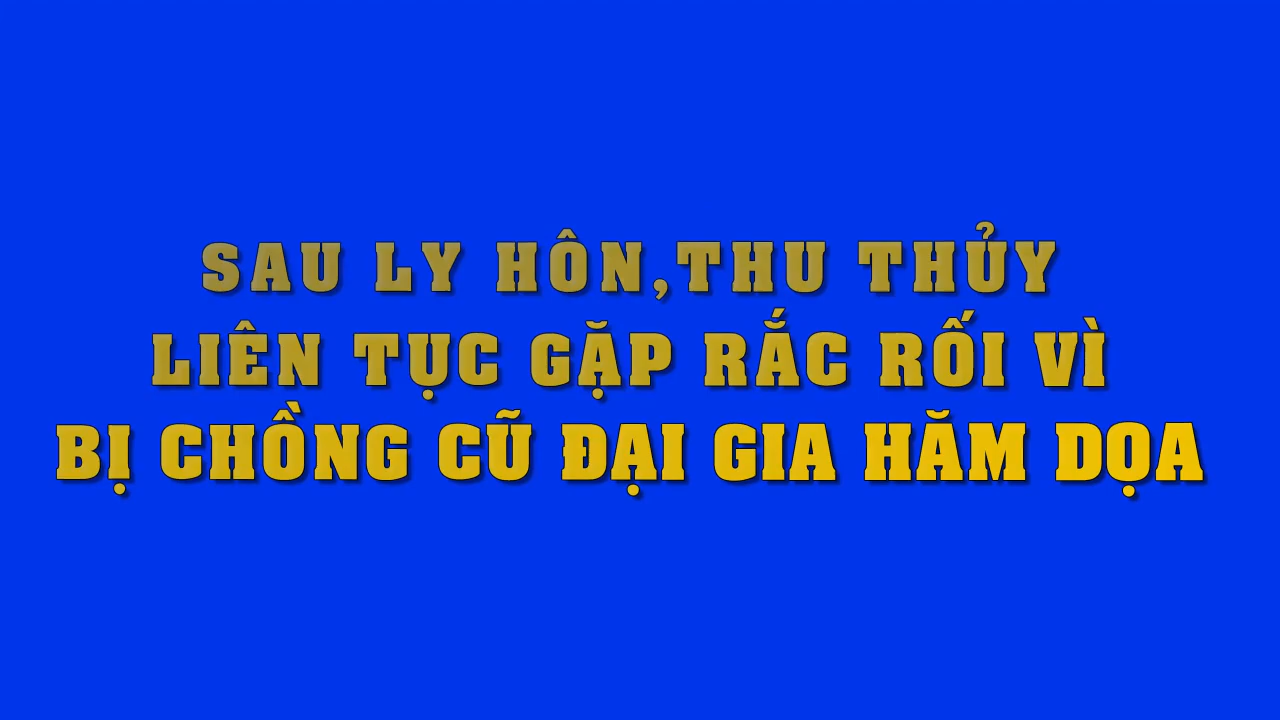 SAU LY HÔN,THU THỦY
LIÊN TỤC GẶP RẮC RỐI VÌ
BỊ CHỒNG CŨ ĐẠI GIA HĂM DỌA